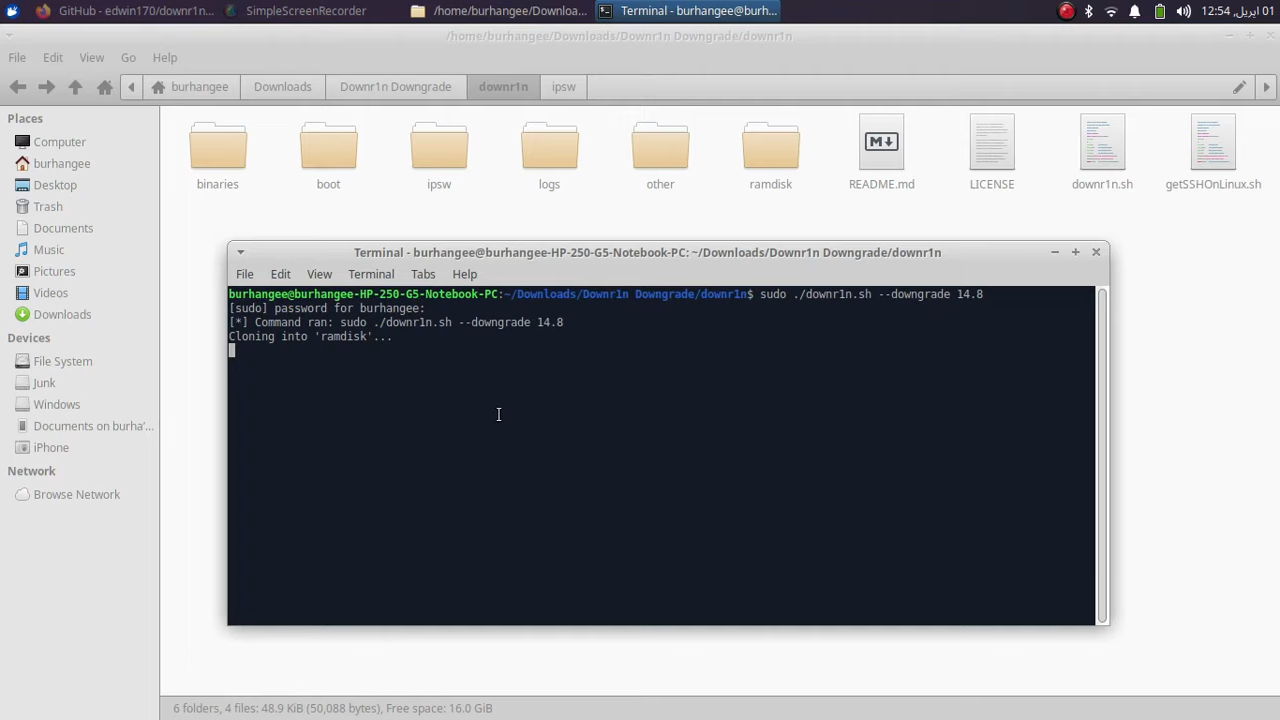 GitHub - edwin170/downr1n...
SimpleScreenRecorder
/home/burhangee/Downloa...
Terminal - burhangee@burh...
01 اپریل, 12:54
/home/burhangee/Downloads/Downr1n Downgrade/downr1n
File Edit View Go Help
burhangee Downloads Downr1n Downgrade downr1n ipsw
Places
Computer
burhangee
Desktop
Trash
Documents
Music
Pictures
Videos
Downloads
Devices
File System
Junk
Windows
Documents on burha'...
iPhone
Network
Browse Network
binaries boot ipsw logs other ramdisk README.md LICENSE downr1n.sh getSSHOnLinux.sh
Terminal - burhangee@burhangee-HP-250-G5-Notebook-PC: ~/Downloads/Downr1n Downgrade/downr1n
File Edit View Terminal Tabs Help
burhangee@burhangee-HP-250-G5-Notebook-PC:~/Downloads/Downr1n Downgrade/downr1n$ sudo ./downr1n.sh --downgrade 14.8
[sudo] password for burhangee:
[*] Command ran: sudo ./downr1n.sh --downgrade 14.8
Cloning into 'ramdisk'...
6 folders, 4 files: 48.9 KiB (50,088 bytes), Free space: 16.0 GiB